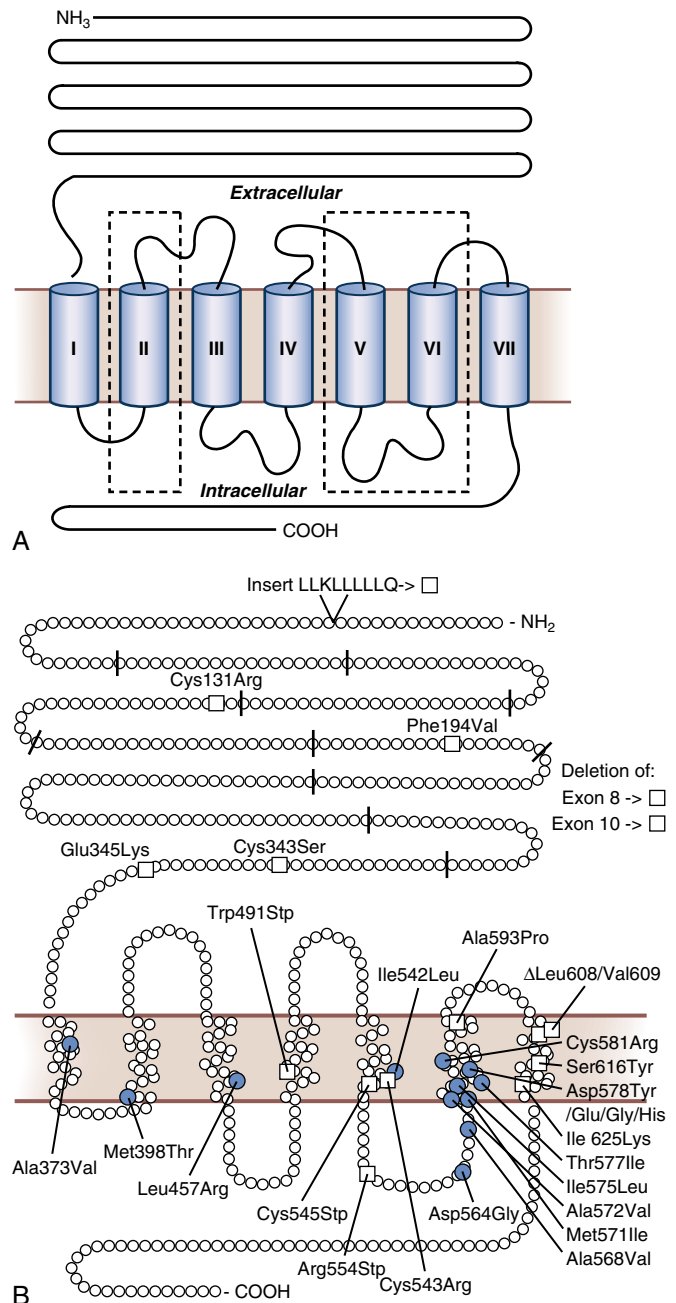 NH3
Extracellular
I
II
III
IV
V
VI
VII
Intracellular
COOH
A
Insert LLKLLLLLQ->
- NH2
Cys131Arg
Phe194Val
Deletion of:
Exon 8 ->
Exon 10 ->
Glu345Lys
Cys343Ser
Trp491Stp
Ala593Pro
Ile542Leu
ΔLeu608/Val609
Cys581Arg
Ser616Tyr
Asp578Tyr
/Glu/Gly/His
Ile 625Lys
Thr577Ile
Ile575Leu
Ala572Val
Met571Ile
Ala568Val
Met398Thr
Ala373Val
Leu457Arg
Cys545Stp
Asp564Gly
Arg554Stp
Cys543Arg
- COOH
B